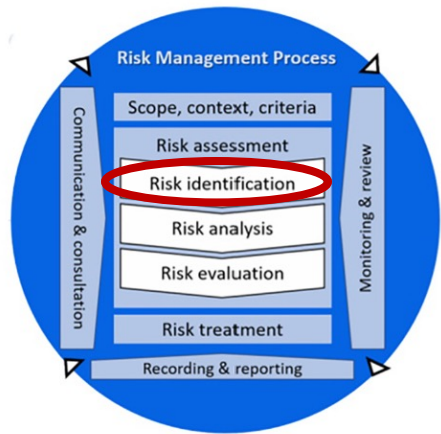 Risk Management Process
Scope, context, criteria
Communication & consultation
Risk assessment
Risk identification
Risk analysis
Risk evaluation
Monitoring & review
Risk treatment
Recording & reporting